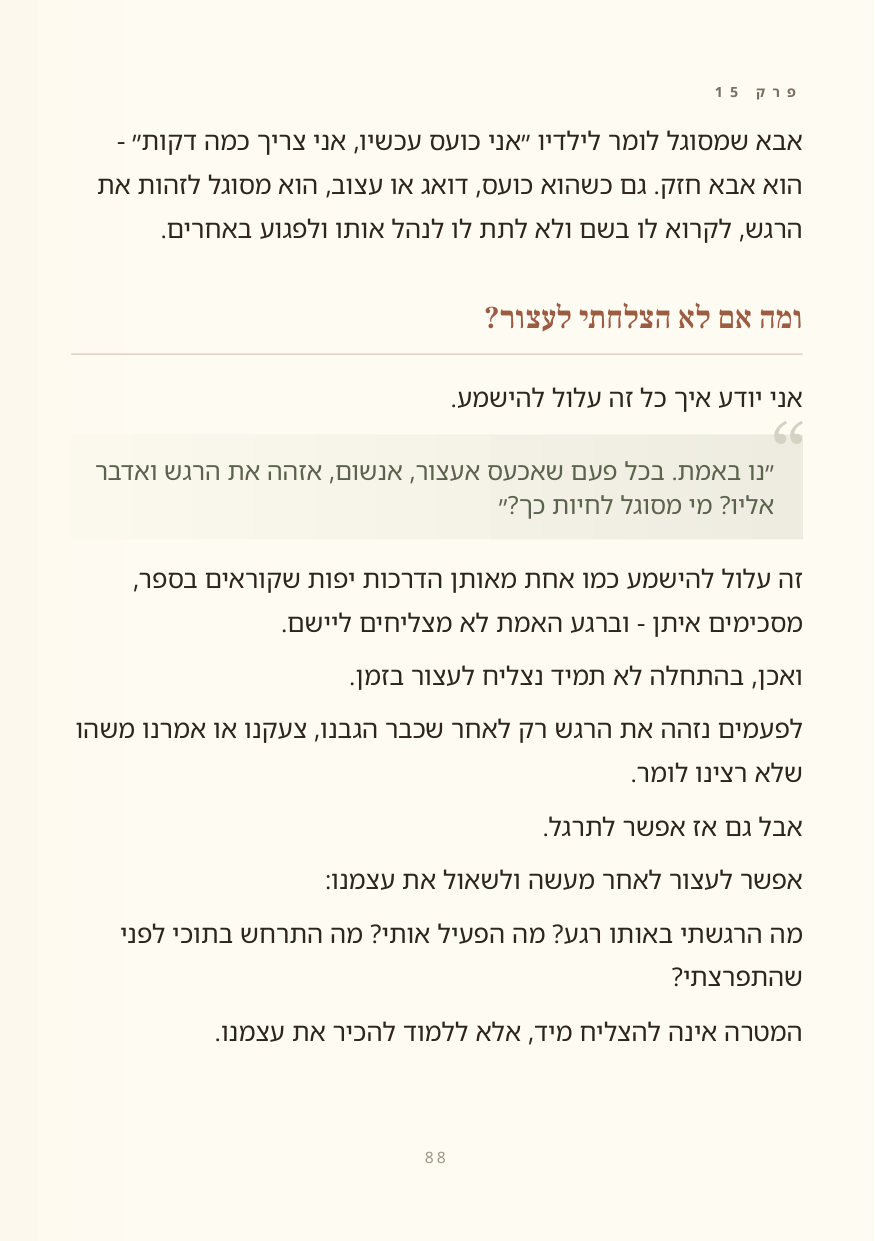 פרק 15
אבא שמסוגל לומר לילדיו ״אני כועס עכשיו, אני צריך כמה דקות״ -
הוא אבא חזק. גם כשהוא כועס, דואג או עצוב, הוא מסוגל לזהות את
הרגש, לקרוא לו בשם ולא לתת לו לנהל אותו ולפגוע באחרים.
ומה אם לא הצלחתי לעצור?
אני יודע איך כל זה עלול להישמע.
“
״נו באמת. בכל פעם שאכעס אעצור, אנשום, אזהה את הרגש ואדבר
אליו? מי מסוגל לחיות כך?״
זה עלול להישמע כמו אחת מאותן הדרכות יפות שקוראים בספר,
מסכימים איתן - וברגע האמת לא מצליחים ליישם.
ואכן, בהתחלה לא תמיד נצליח לעצור בזמן.
לפעמים נזהה את הרגש רק לאחר שכבר הגבנו, צעקנו או אמרנו משהו
שלא רצינו לומר.
אבל גם אז אפשר לתרגל.
אפשר לעצור לאחר מעשה ולשאול את עצמנו:
מה הרגשתי באותו רגע? מה הפעיל אותי? מה התרחש בתוכי לפני
שהתפרצתי?
המטרה אינה להצליח מיד, אלא ללמוד להכיר את עצמנו.
88